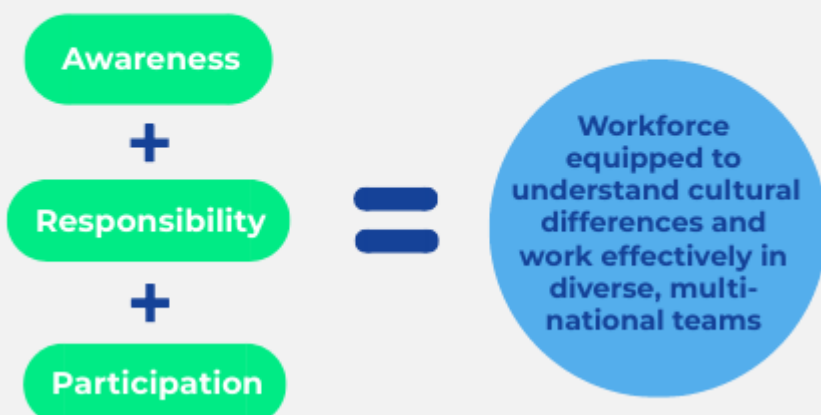 Awareness
+
Responsibility
+
Participation
=
Workforce
equipped to
understand cultural
differences and
work effectively in
diverse, multi-
national teams